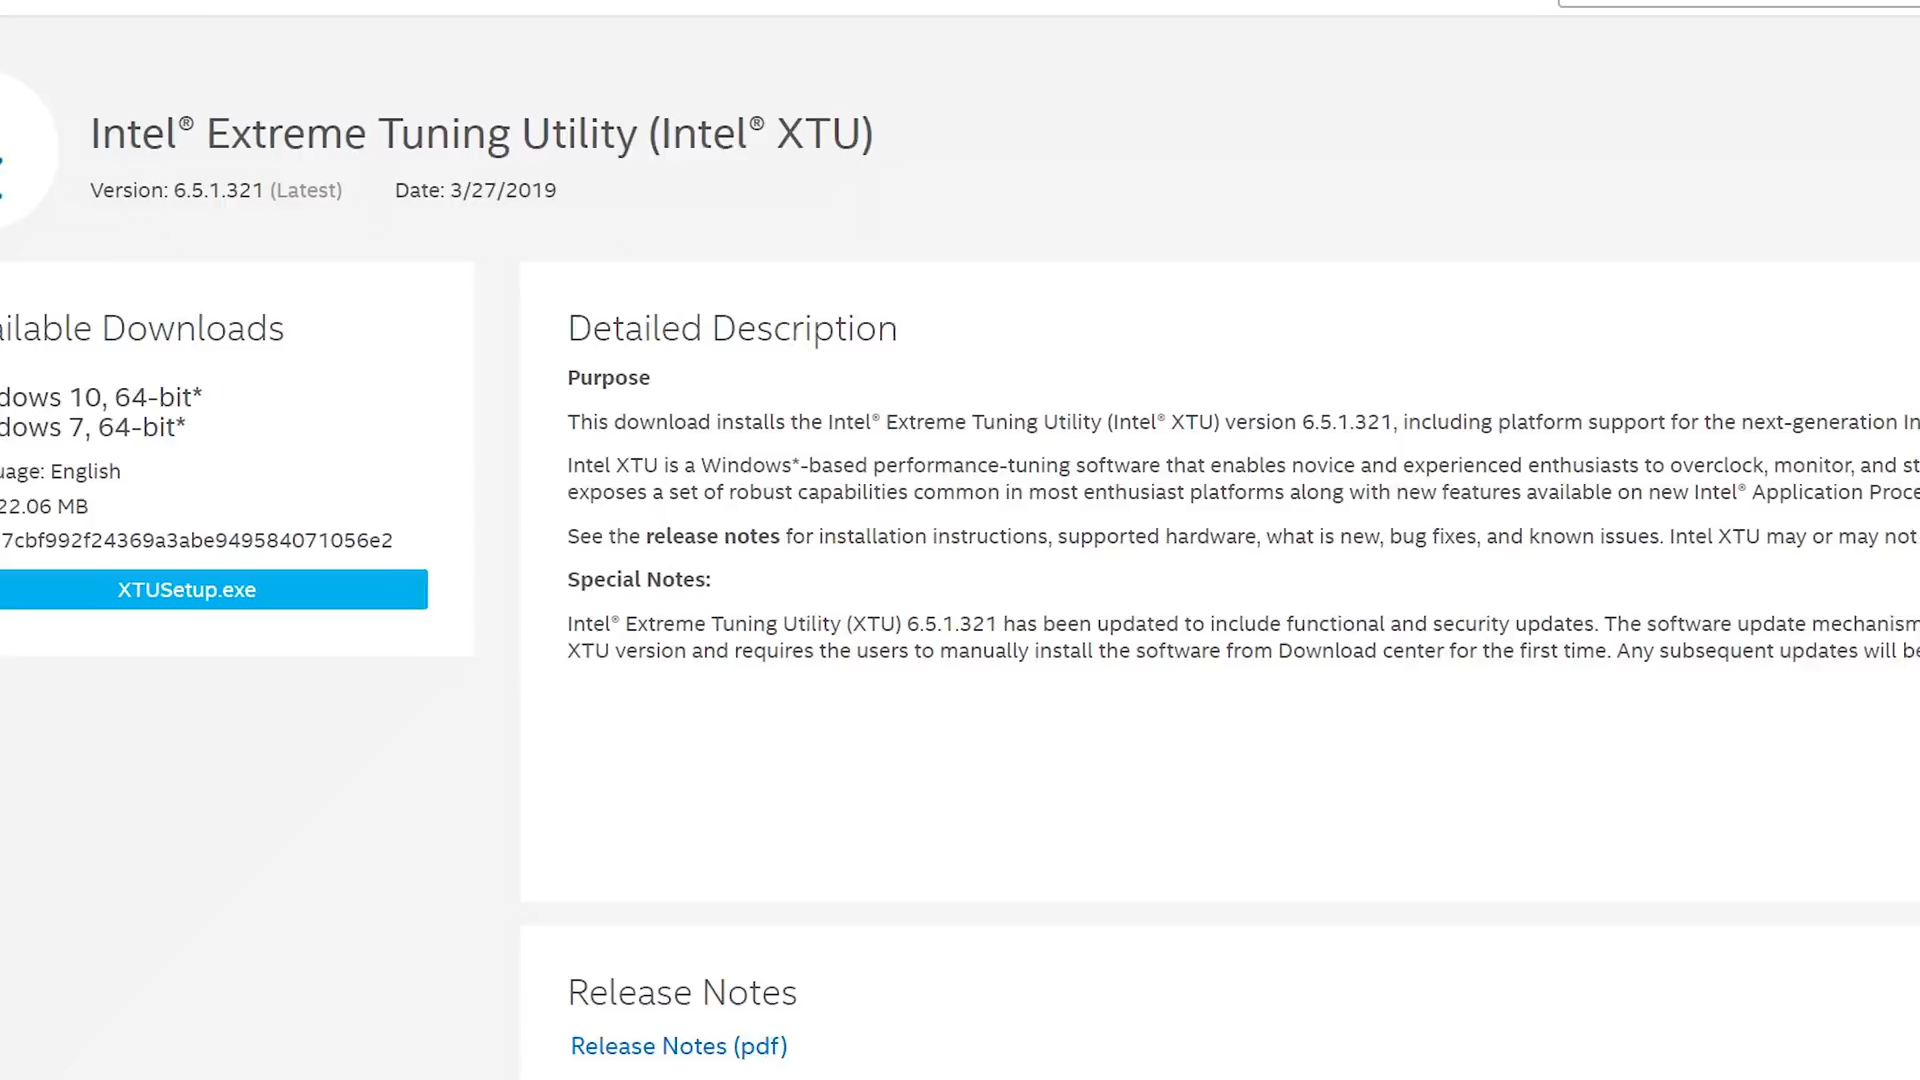 Intel® Extreme Tuning Utility (Intel® XTU)
Version: 6.5.1.321 (Latest) Date: 3/27/2019
ilable Downloads
dows 10, 64-bit*
dows 7, 64-bit*
uage: English
22.06 MB
7cbf992f24369a3abe949584071056e2
XTUSetup.exe
Detailed Description
Purpose
This download installs the Intel® Extreme Tuning Utility (Intel® XTU) version 6.5.1.321, including platform support for the next-generation In
Intel XTU is a Windows*-based performance-tuning software that enables novice and experienced enthusiasts to overclock, monitor, and st
exposes a set of robust capabilities common in most enthusiast platforms along with new features available on new Intel® Application Proce
See the release notes for installation instructions, supported hardware, what is new, bug fixes, and known issues. Intel XTU may or may not
Special Notes:
Intel® Extreme Tuning Utility (XTU) 6.5.1.321 has been updated to include functional and security updates. The software update mechanism
XTU version and requires the users to manually install the software from Download center for the first time. Any subsequent updates will be
Release Notes
Release Notes (pdf)